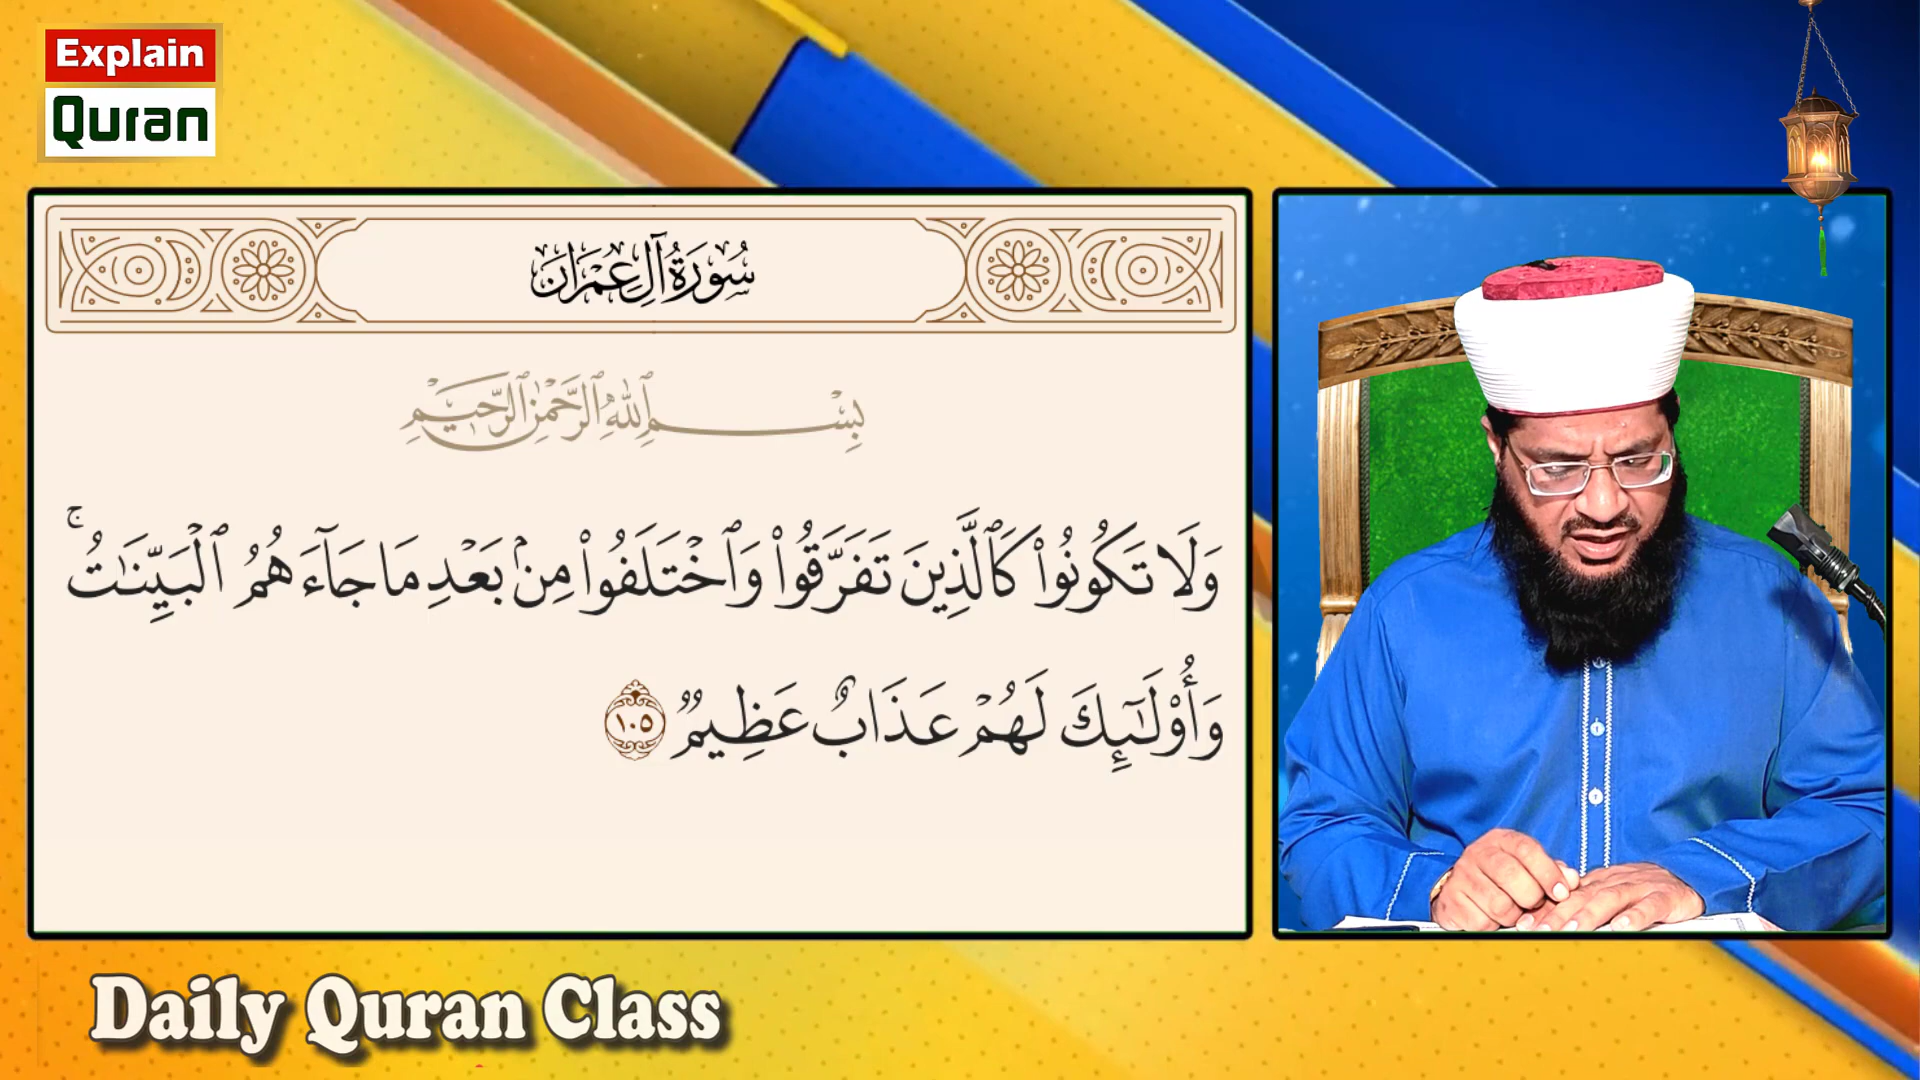 Explain
Quran
سُورَةُ آلِ عِمْرَان
بِسْمِ ٱللَّهِ ٱلرَّحْمَٰنِ ٱلرَّحِيمِ
وَلَا تَكُونُوا۟ كَٱلَّذِينَ تَفَرَّقُوا۟ وَٱخْتَلَفُوا۟ مِنۢ بَعْدِ مَا جَآءَهُمُ ٱلْبَيِّنَـٰتُ ۚ
وَأُو۟لَـٰٓئِكَ لَهُمْ عَذَابٌ عَظِيمٌ ١٠٥
Daily Quran Class